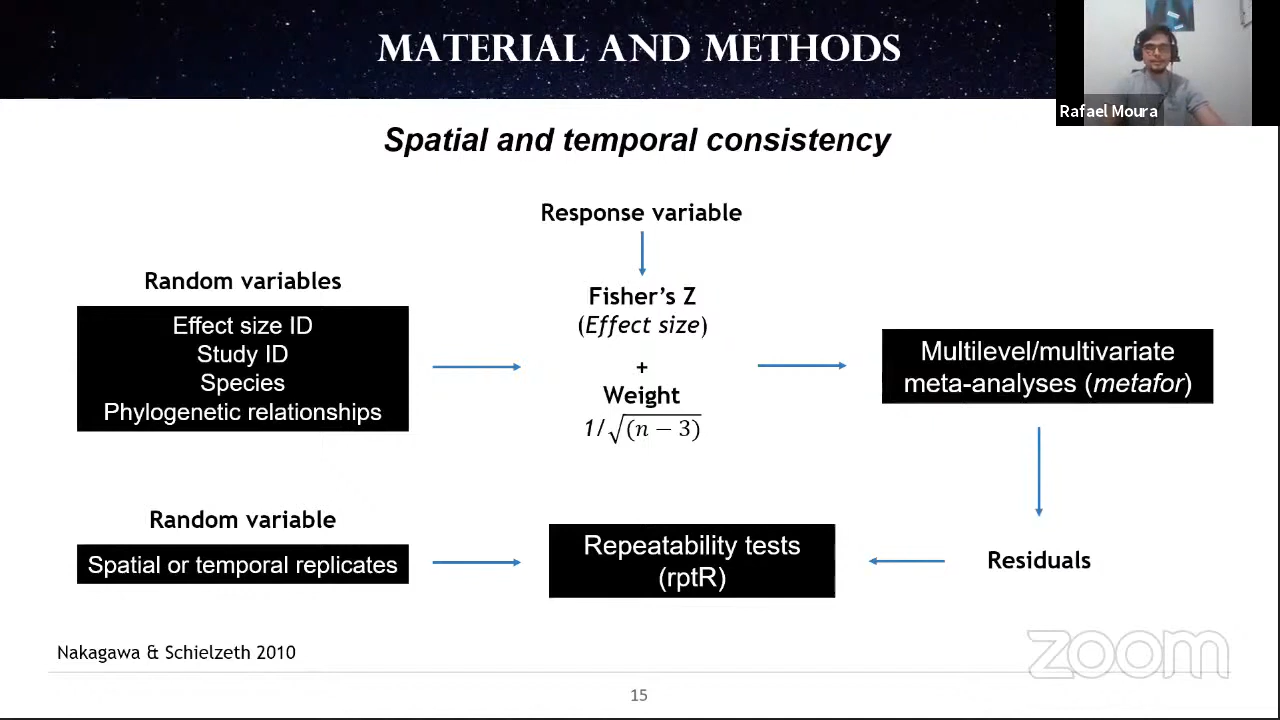 MATERIAL AND METHODS
Rafael Moura
Spatial and temporal consistency
Response variable
Random variables
Effect size ID
Study ID
Species
Phylogenetic relationships
Fisher's Z
(Effect size)
+
Weight
1/√(n − 3)
Multilevel/multivariate
meta-analyses (metafor)
Random variable
Spatial or temporal replicates
Repeatability tests
(rptR)
Residuals
Nakagawa & Schielzeth 2010
zoom
15